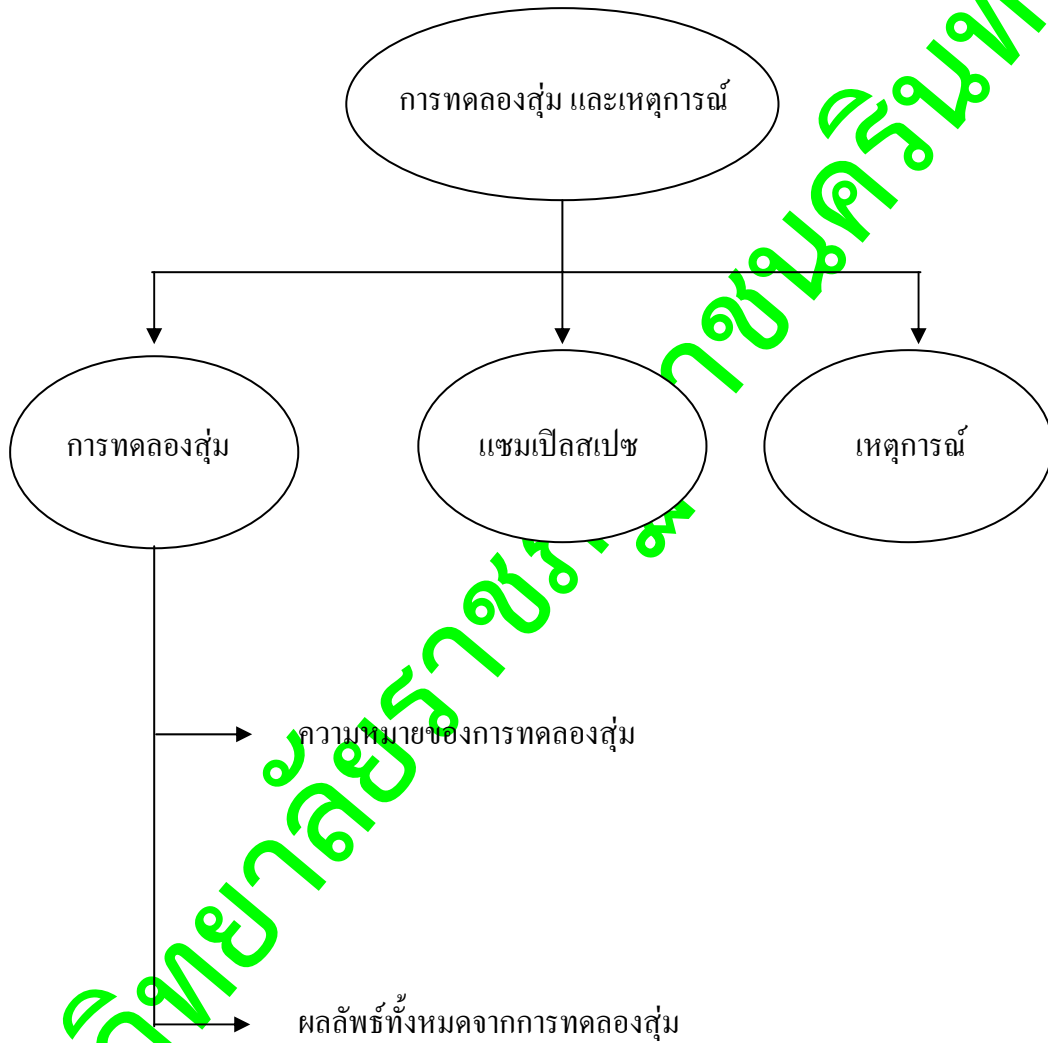 การทดลองสุ่ม และเหตุการณ์
การทดลองสุ่ม
แซมเปิลสเปซ
เหตุการณ์
ความหมายของการทดลองสุ่ม
ผลลัพธ์ทั้งหมดจากการทดลองสุ่ม